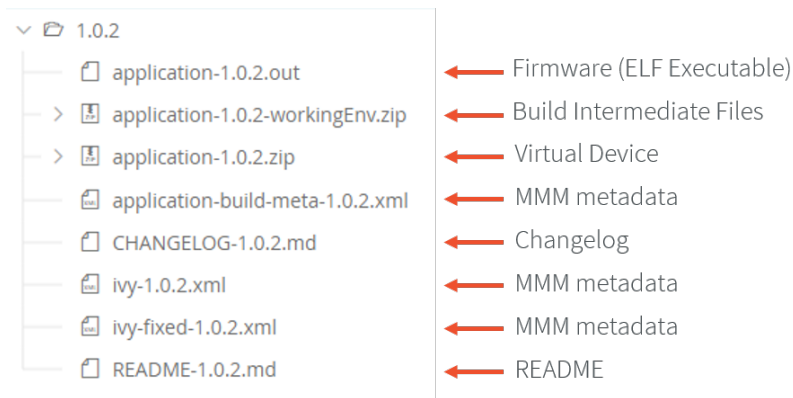 1.0.2
application-1.0.2.out Firmware (ELF Executable)
application-1.0.2-workingEnv.zip Build Intermediate Files
application-1.0.2.zip Virtual Device
application-build-meta-1.0.2.xml MMM metadata
CHANGELOG-1.0.2.md Changelog
ivy-1.0.2.xml MMM metadata
ivy-fixed-1.0.2.xml MMM metadata
README-1.0.2.md README